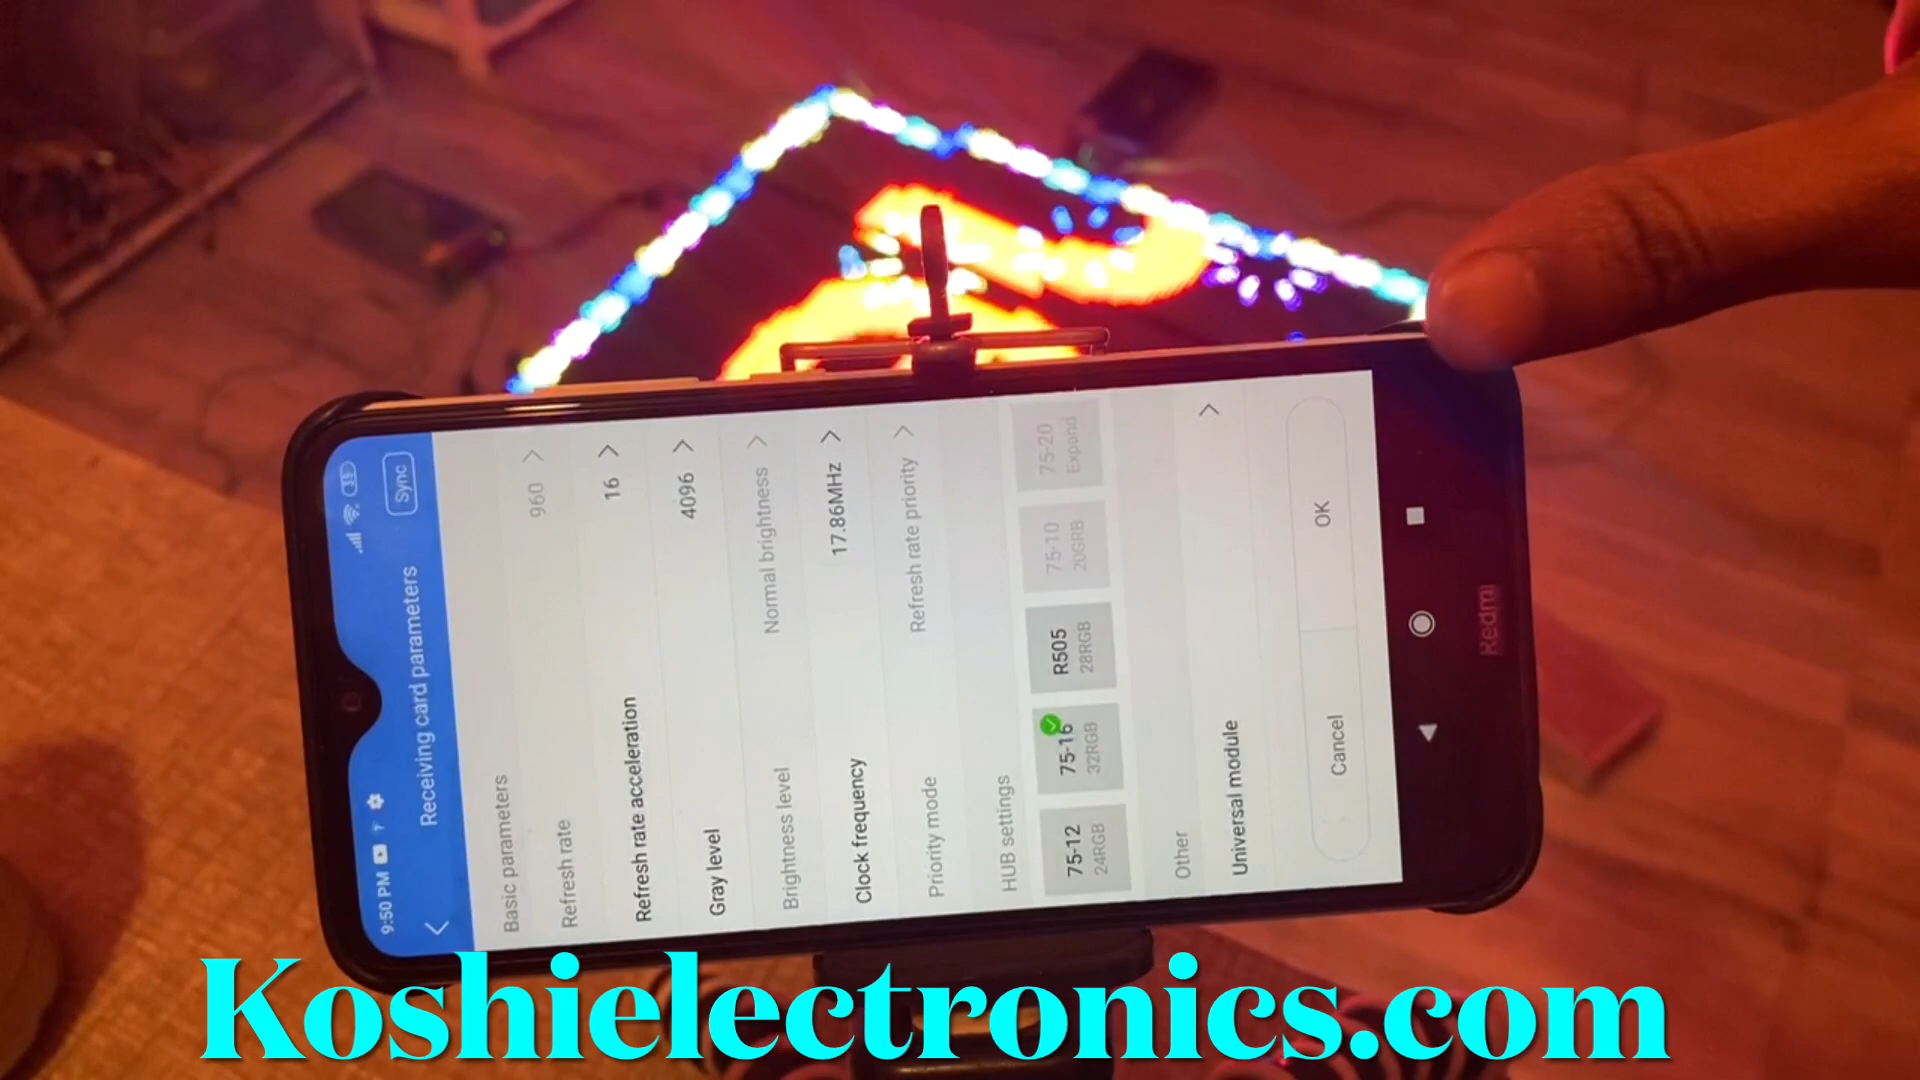 9:50 PM
35
Receiving card parameters
Sync
Basic parameters
Refresh rate 960
Refresh rate acceleration 16
Gray level 4096
Brightness level Normal brightness
Clock frequency 17.86MHz
Priority mode Refresh rate priority
HUB settings
75-12 75-16 R505 75-10 75-20
24RGB 32RGB 28RGB 20GRB Expand
Other
Universal module
Cancel OK
Redmi
Koshielectronics.com